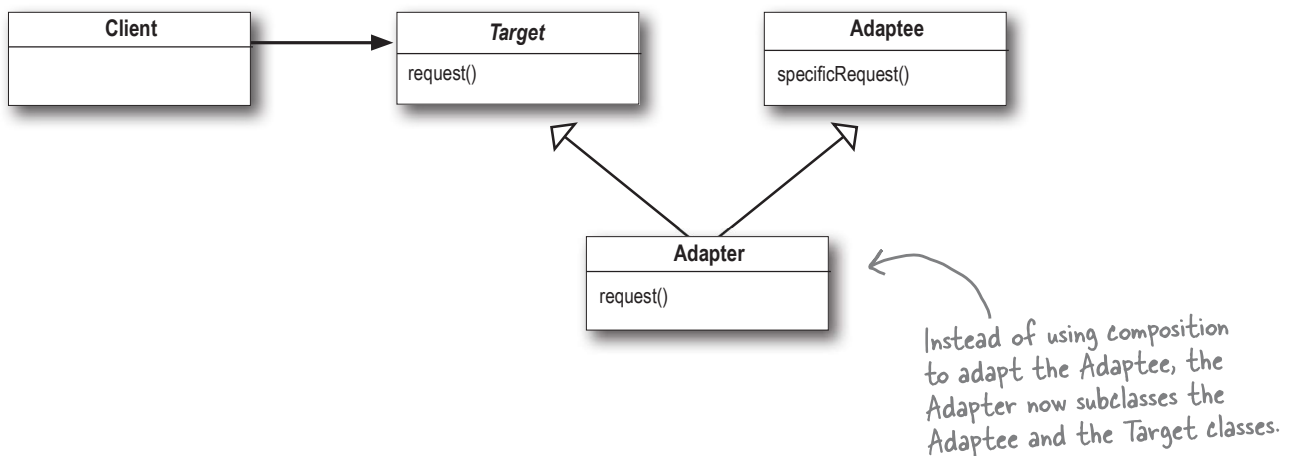 Client
Target
request()
Adaptee
specificRequest()
Adapter
request()
Instead of using composition
to adapt the Adaptee, the
Adapter now subclasses the
Adaptee and the Target classes.